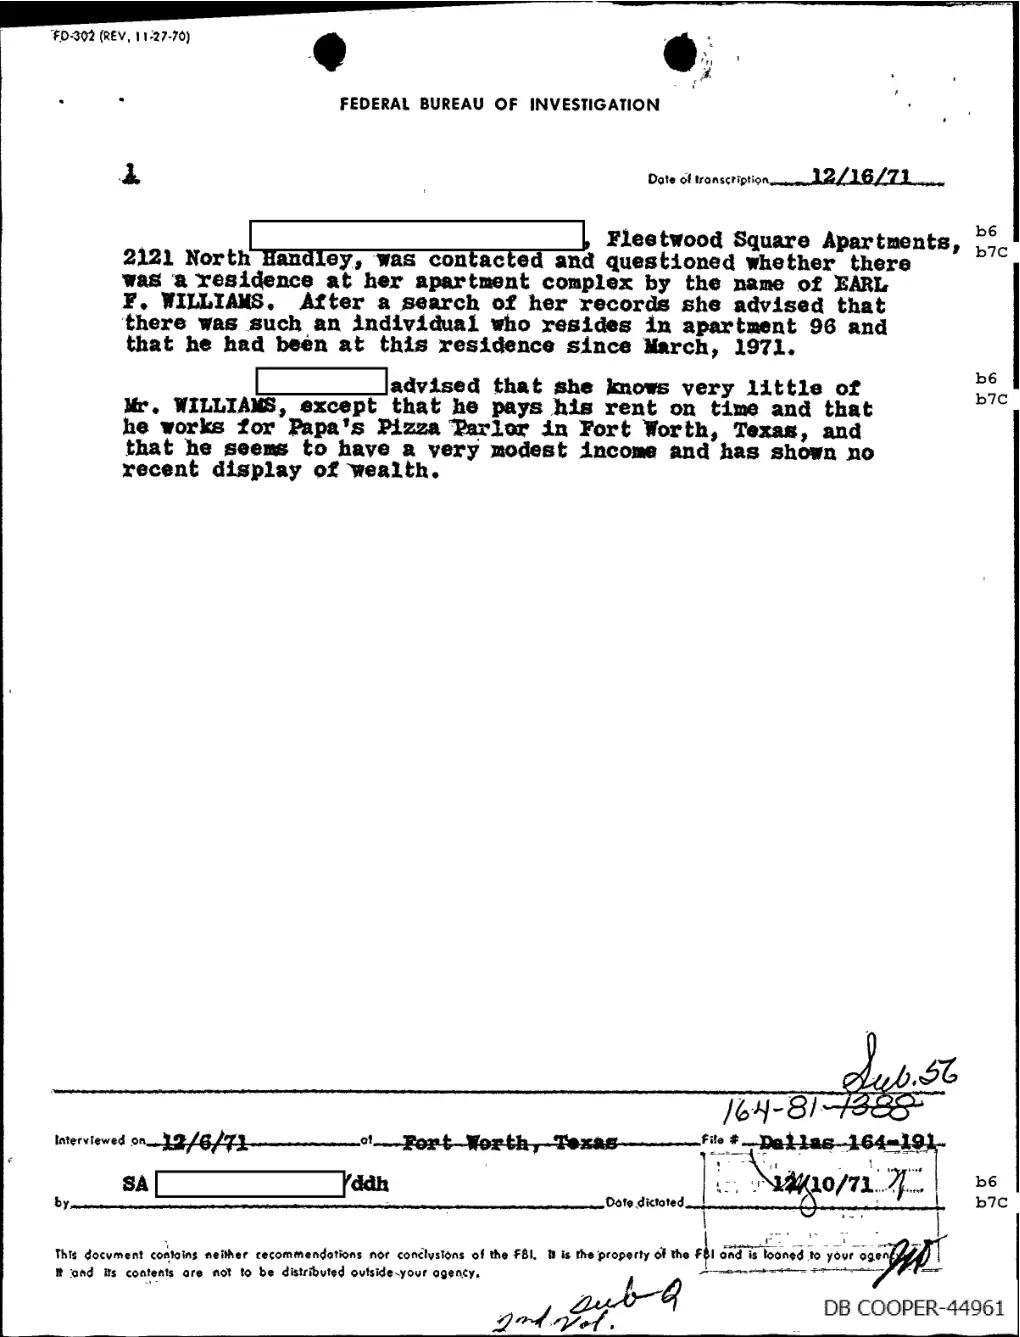 FD-302 (REV. 11-27-70)
FEDERAL BUREAU OF INVESTIGATION
1
Date of transcription 12/16/71
, Fleetwood Square Apartments,
b6
b7C
2121 North Handley, was contacted and questioned whether there
was a residence at her apartment complex by the name of EARL
F. WILLIAMS. After a search of her records she advised that
there was such an individual who resides in apartment 96 and
that he had been at this residence since March, 1971.
advised that she knows very little of
b6
b7C
Mr. WILLIAMS, except that he pays his rent on time and that
he works for Papa's Pizza Parlor in Fort Worth, Texas, and
that he seems to have a very modest income and has shown no
recent display of wealth.
Sub.56
164-81-1388
Interviewed on 12/6/71 at Fort Worth, Texas File # Dallas 164-191
SA /ddh
by Date dictated 12/10/71
b6
b7C
This document contains neither recommendations nor conclusions of the FBI. It is the property of the FBI and is loaned to your agency;
it and its contents are not to be distributed outside your agency.
2nd Vol. Sub-Q
DB COOPER-44961